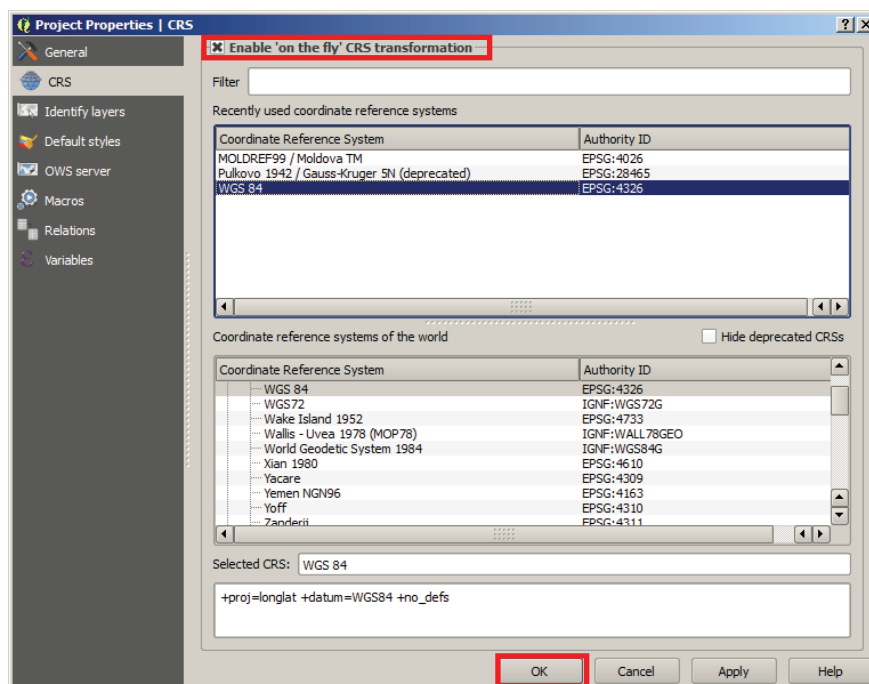 Project Properties | CRS
General
CRS
Identify layers
Default styles
OWS server
Macros
Relations
Variables
Enable 'on the fly' CRS transformation
Filter
Recently used coordinate reference systems
Coordinate Reference System Authority ID
MOLDREF99 / Moldova TM EPSG:4026
Pulkovo 1942 / Gauss-Kruger 5N (deprecated) EPSG:28465
WGS 84 EPSG:4326
Coordinate reference systems of the world Hide deprecated CRSs
Coordinate Reference System Authority ID
WGS 84 EPSG:4326
WGS72 IGNF:WGS72G
Wake Island 1952 EPSG:4733
Wallis - Uvea 1978 (MOP78) IGNF:WALL78GEO
World Geodetic System 1984 IGNF:WGS84G
Xian 1980 EPSG:4610
Yacare EPSG:4309
Yemen NGN96 EPSG:4163
Yoff EPSG:4310
Zanderij EPSG:4311
Selected CRS: WGS 84
+proj=longlat +datum=WGS84 +no_defs
OK Cancel Apply Help